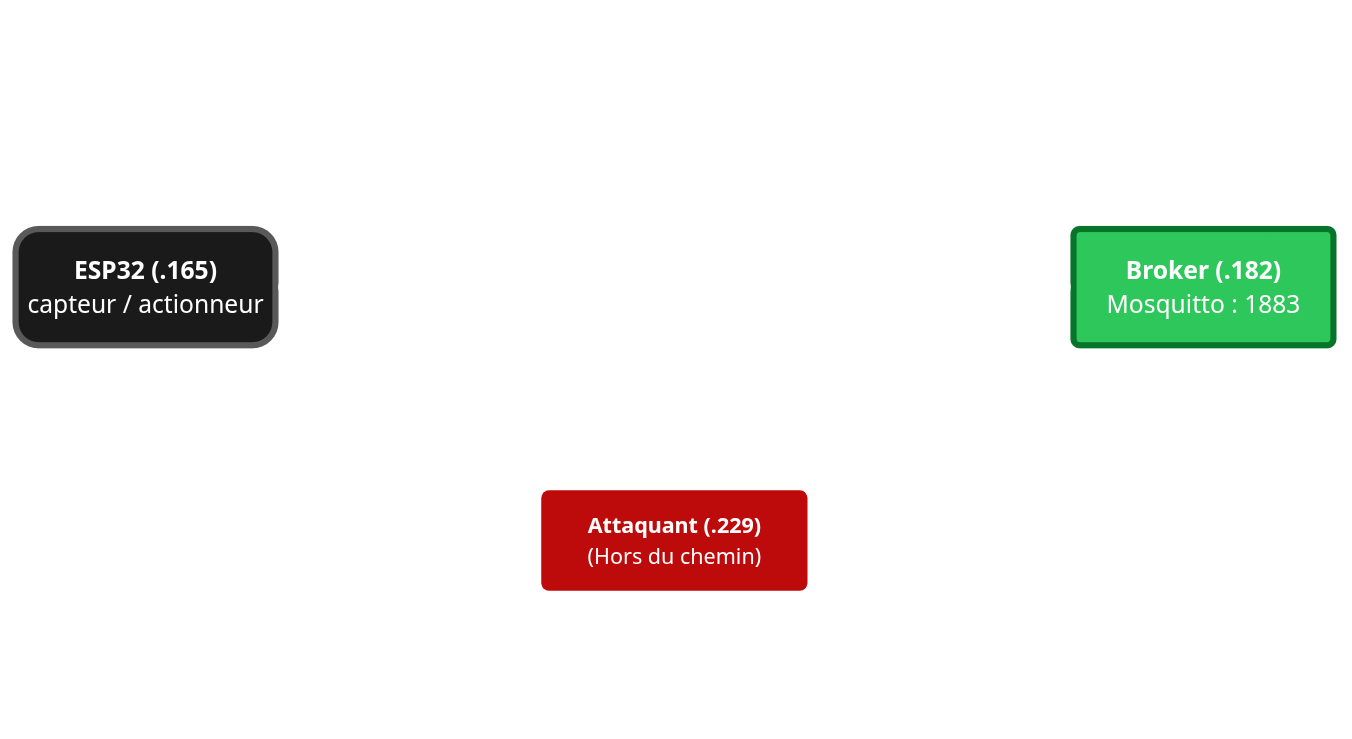 ESP32 (.165)
capteur / actionneur
Broker (.182)
Mosquitto : 1883
Attaquant (.229)
(Hors du chemin)